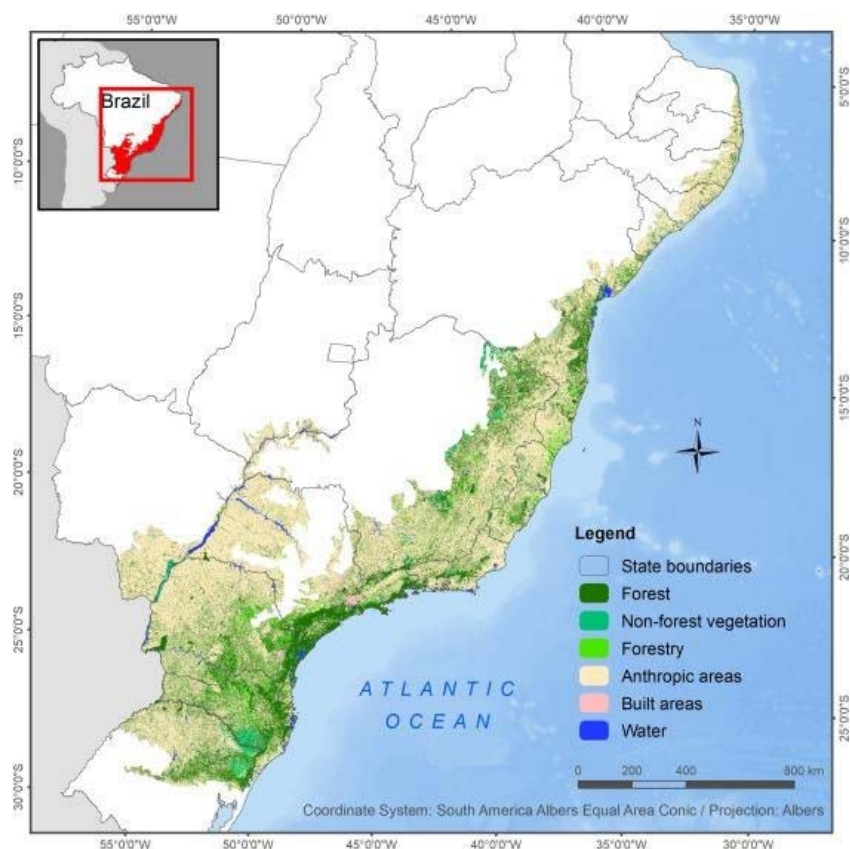 55°0'0"W
50°0'0"W
45°0'0"W
40°0'0"W
35°0'0"W
Brazil
5°0'0"S
10°0'0"S
10°0'0"S
15°0'0"S
15°0'0"S
N
20°0'0"S
20°0'0"S
25°0'0"S
25°0'0"S
30°0'0"S
Legend
State boundaries
Forest
Non-forest vegetation
Forestry
Anthropic areas
Built areas
Water
ATLANTIC
OCEAN
0 200 400 800 km
Coordinate System: South America Albers Equal Area Conic / Projection: Albers
55°0'0"W
50°0'0"W
45°0'0"W
40°0'0"W
35°0'0"W